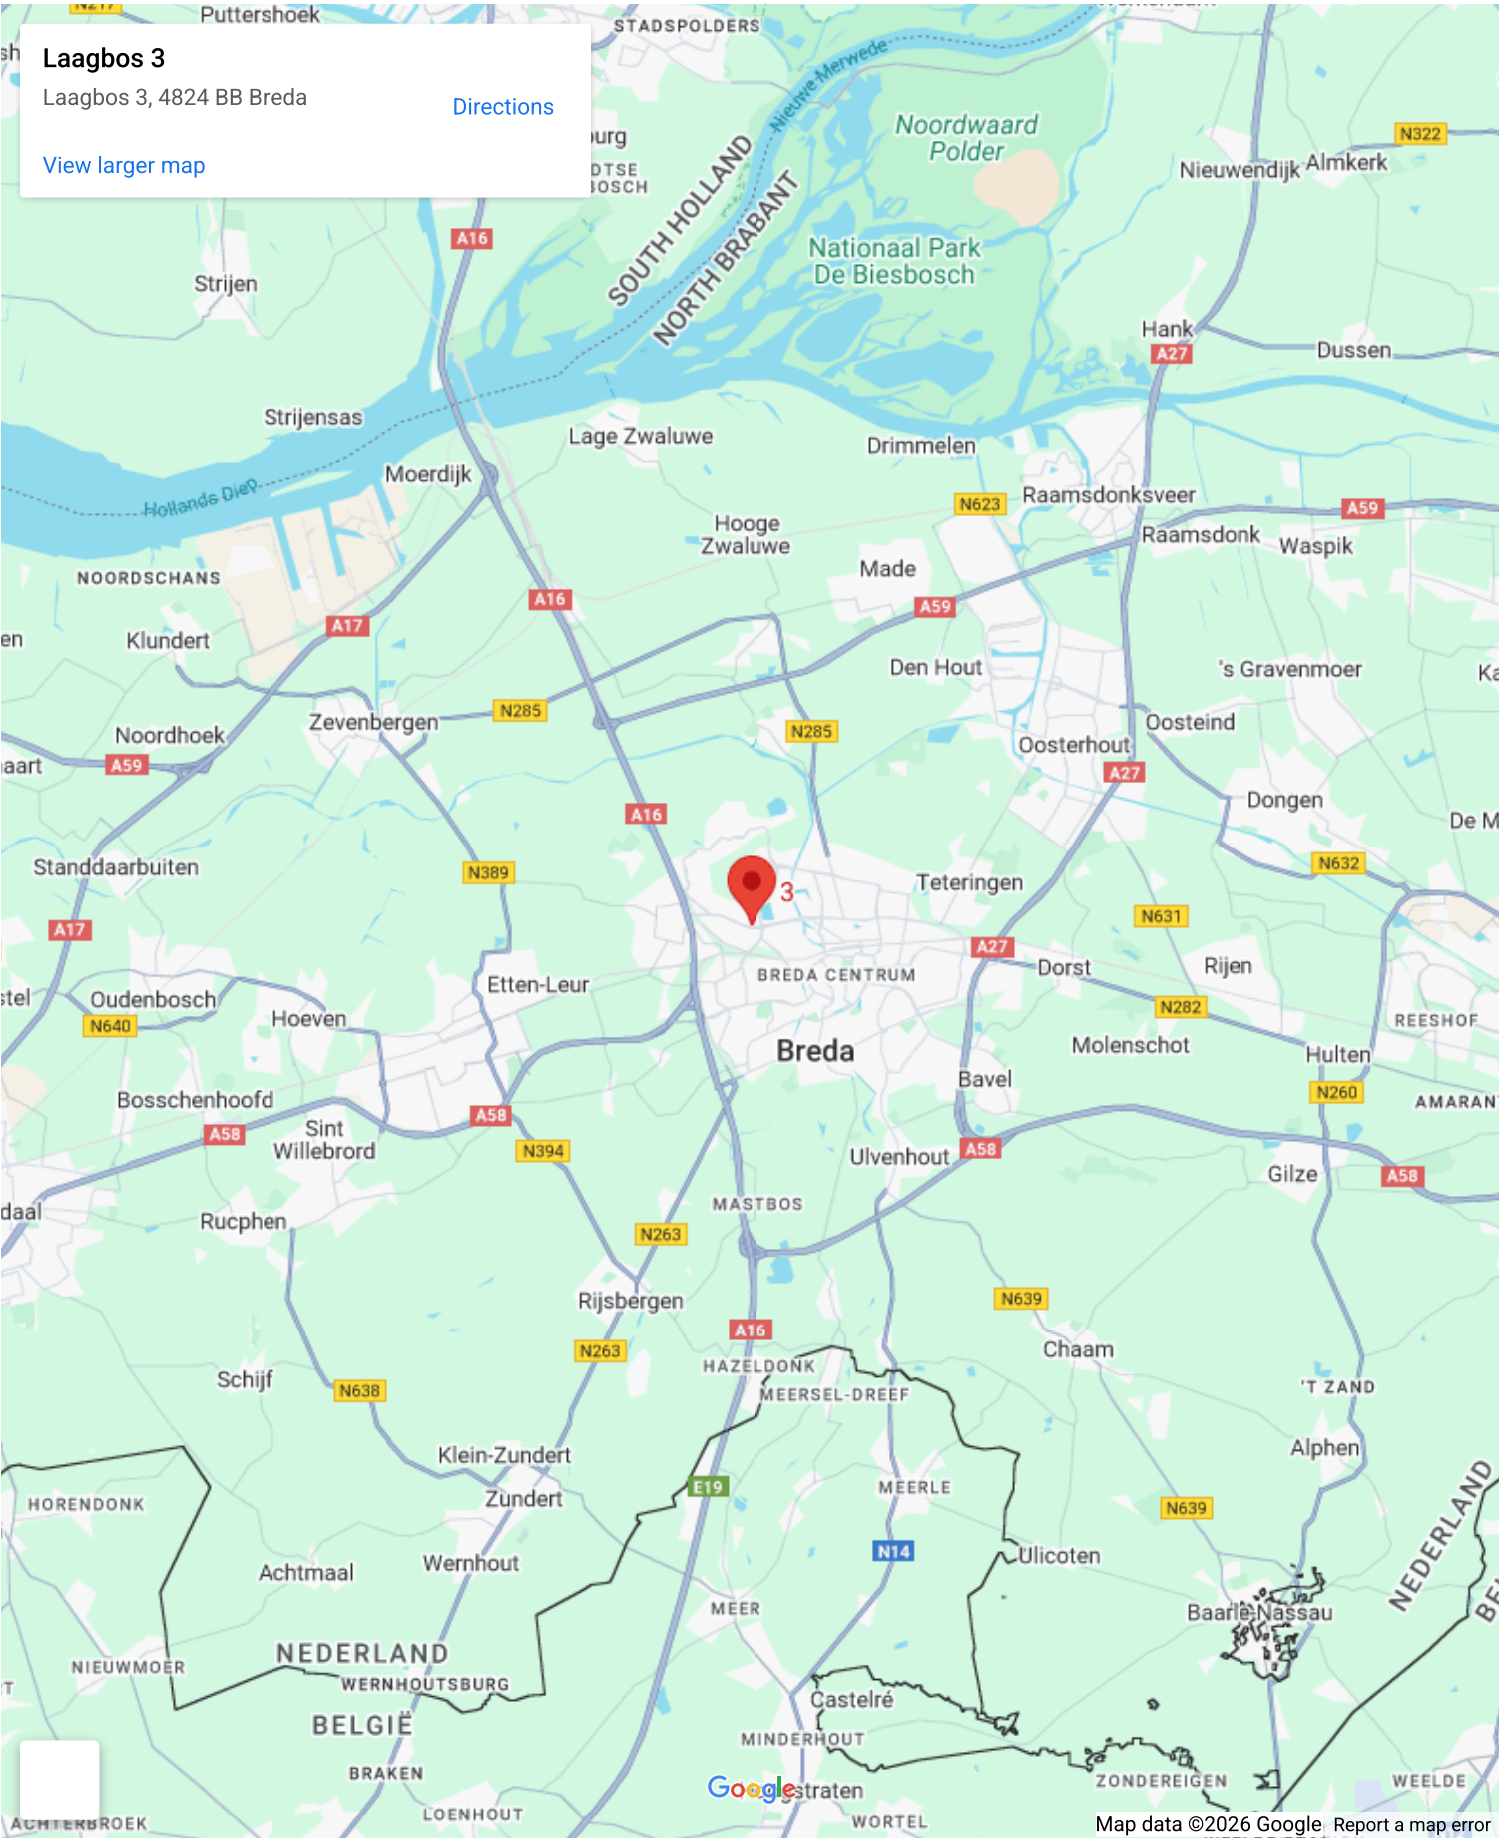 N217
Puttershoek
STADSPOLDERS
Laagbos 3
Laagbos 3, 4824 BB Breda
Directions
View larger map
Nieuwe Merwede
Noordwaard
Polder
N322
Nieuwendijk
Almkerk
SOUTH HOLLAND
NORTH BRABANT
A16
Nationaal Park
De Biesbosch
Strijen
Hank
A27
Dussen
Strijensas
Lage Zwaluwe
Drimmelen
Moerdijk
Hollands Diep
N623
Raamsdonksveer
A59
Hooge
Zwaluwe
Raamsdonk
Waspik
Made
NOORDSCHANS
A16
A59
A17
Klundert
Den Hout
's Gravenmoer
Zevenbergen
N285
N285
Noordhoek
Oosteind
Oosterhout
A59
A27
A16
Dongen
Standdaarbuiten
N389
3
Teteringen
N632
A17
N631
A27
BREDA CENTRUM
Dorst
Rijen
Etten-Leur
Oudenbosch
N640
Hoeven
N282
REESHOF
Breda
Molenschot
Hulten
Bavel
N260
Bosschenhoofd
A58
A58
Sint
Willebrord
N394
Ulvenhout
A58
Gilze
A58
MASTBOS
Rucphen
N263
Rijsbergen
N639
A16
N263
Chaam
HAZELDONK
MEERSEL-DREEF
Schijf
N638
'T ZAND
Klein-Zundert
Alphen
E19
MEERLE
HORENDONK
Zundert
N639
NEDERLAND
N14
Ulicoten
Achtmaal
Wernhout
MEER
Baarle-Nassau
NEDERLAND
NIEUWMOER
WERNHOUTSBURG
Castelré
BELGIË
MINDERHOUT
BRAKEN
Google
ZONDEREIGEN
WEELDE
LOENHOUT
WORTEL
ACHTERBROEK
Map data ©2026 Google
Report a map error